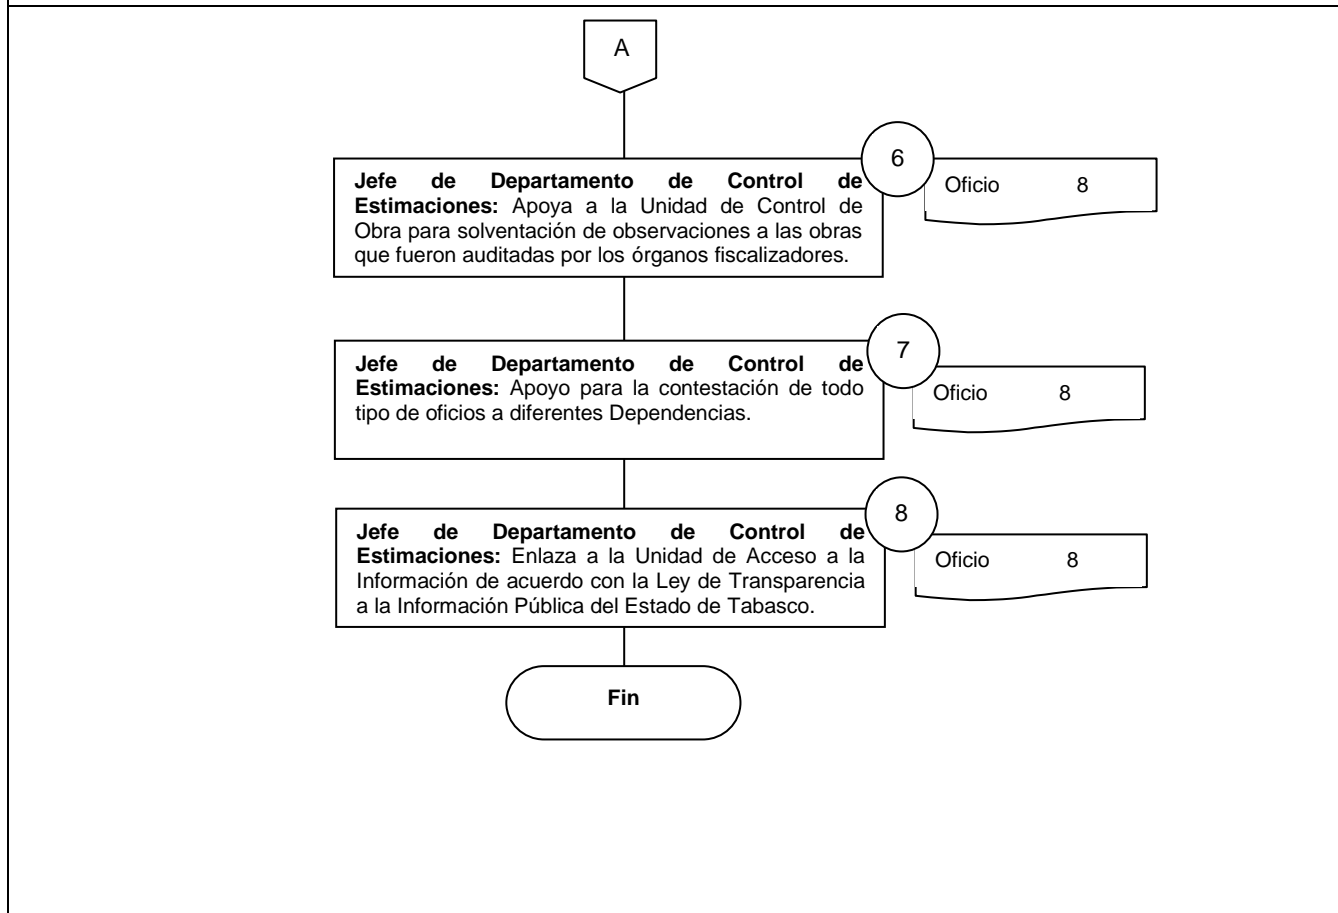 A
6
Jefe de Departamento de Control de
Estimaciones: Apoya a la Unidad de Control de
Obra para solventación de observaciones a las obras
que fueron auditadas por los órganos fiscalizadores.
Oficio 8
7
Jefe de Departamento de Control de
Estimaciones: Apoyo para la contestación de todo
tipo de oficios a diferentes Dependencias.
Oficio 8
8
Jefe de Departamento de Control de
Estimaciones: Enlaza a la Unidad de Acceso a la
Información de acuerdo con la Ley de Transparencia
a la Información Pública del Estado de Tabasco.
Oficio 8
Fin